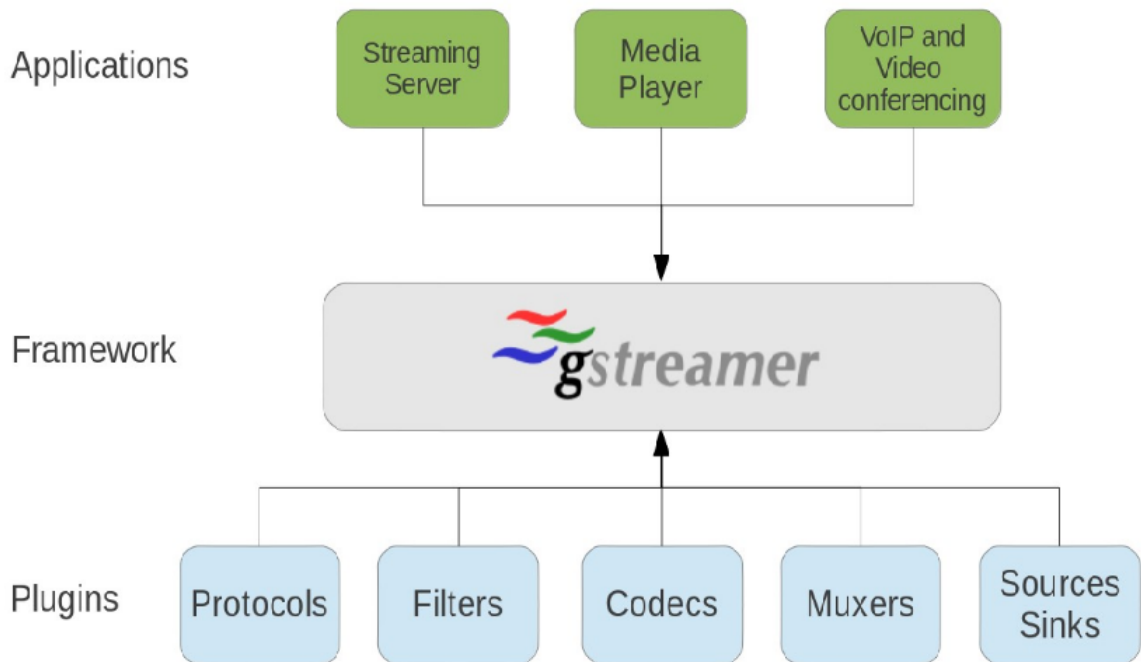 Applications
Streaming
Server
Media
Player
VoIP and
Video
conferencing
Framework
gstreamer
Plugins
Protocols
Filters
Codecs
Muxers
Sources
Sinks